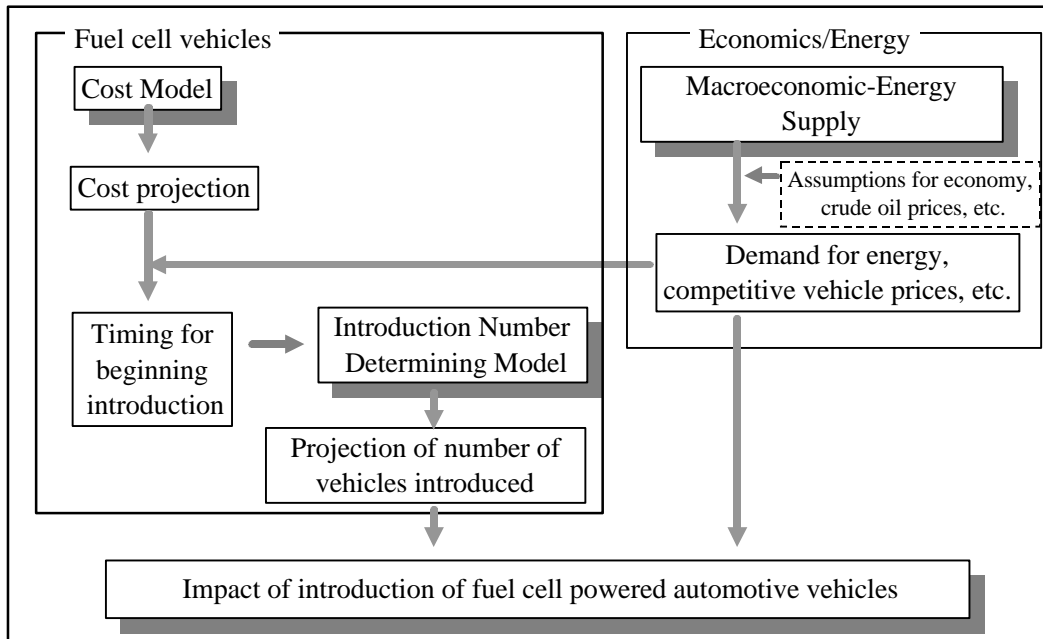 Fuel cell vehicles
Cost Model
Cost projection
Timing for
beginning
introduction
Introduction Number
Determining Model
Projection of number of
vehicles introduced
Economics/Energy
Macroeconomic-Energy
Supply
Assumptions for economy,
crude oil prices, etc.
Demand for energy,
competitive vehicle prices, etc.
Impact of introduction of fuel cell powered automotive vehicles